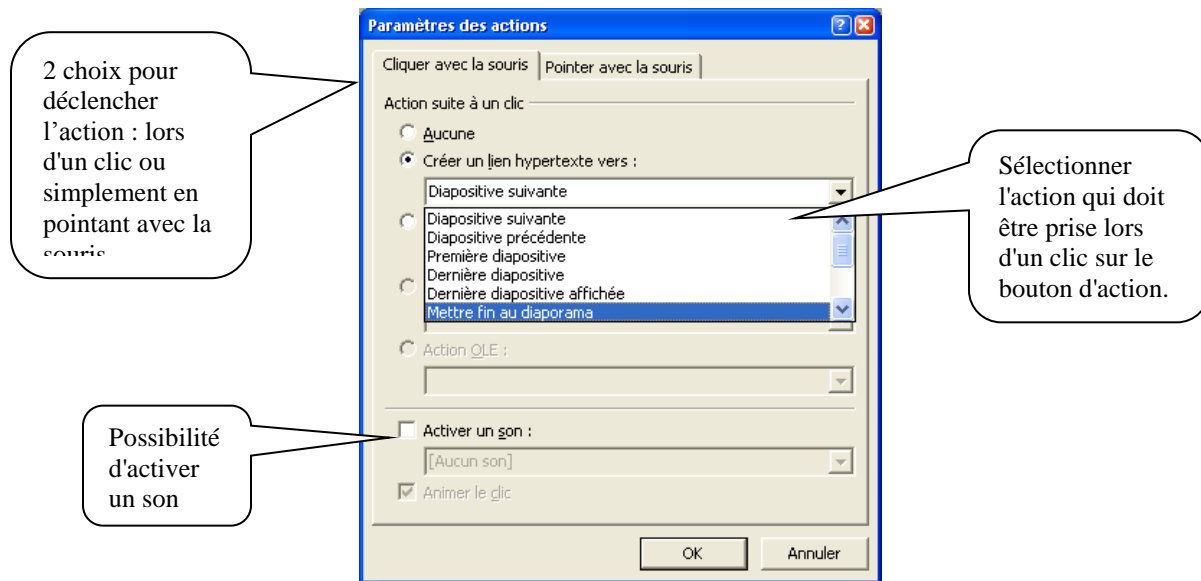 Paramètres des actions
2 choix pour
déclencher
l'action : lors
d'un clic ou
simplement en
pointant avec la
souris
Cliquer avec la souris
Pointer avec la souris
Action suite à un clic
Aucune
Créer un lien hypertexte vers :
Diapositive suivante
Diapositive suivante
Diapositive précédente
Première diapositive
Dernière diapositive
Dernière diapositive affichée
Mettre fin au diaporama
Sélectionner
l'action qui doit
être prise lors
d'un clic sur le
bouton d'action.
Action OLE :
Possibilité
d'activer
un son
Activer un son :
[Aucun son]
Animer le clic
OK
Annuler